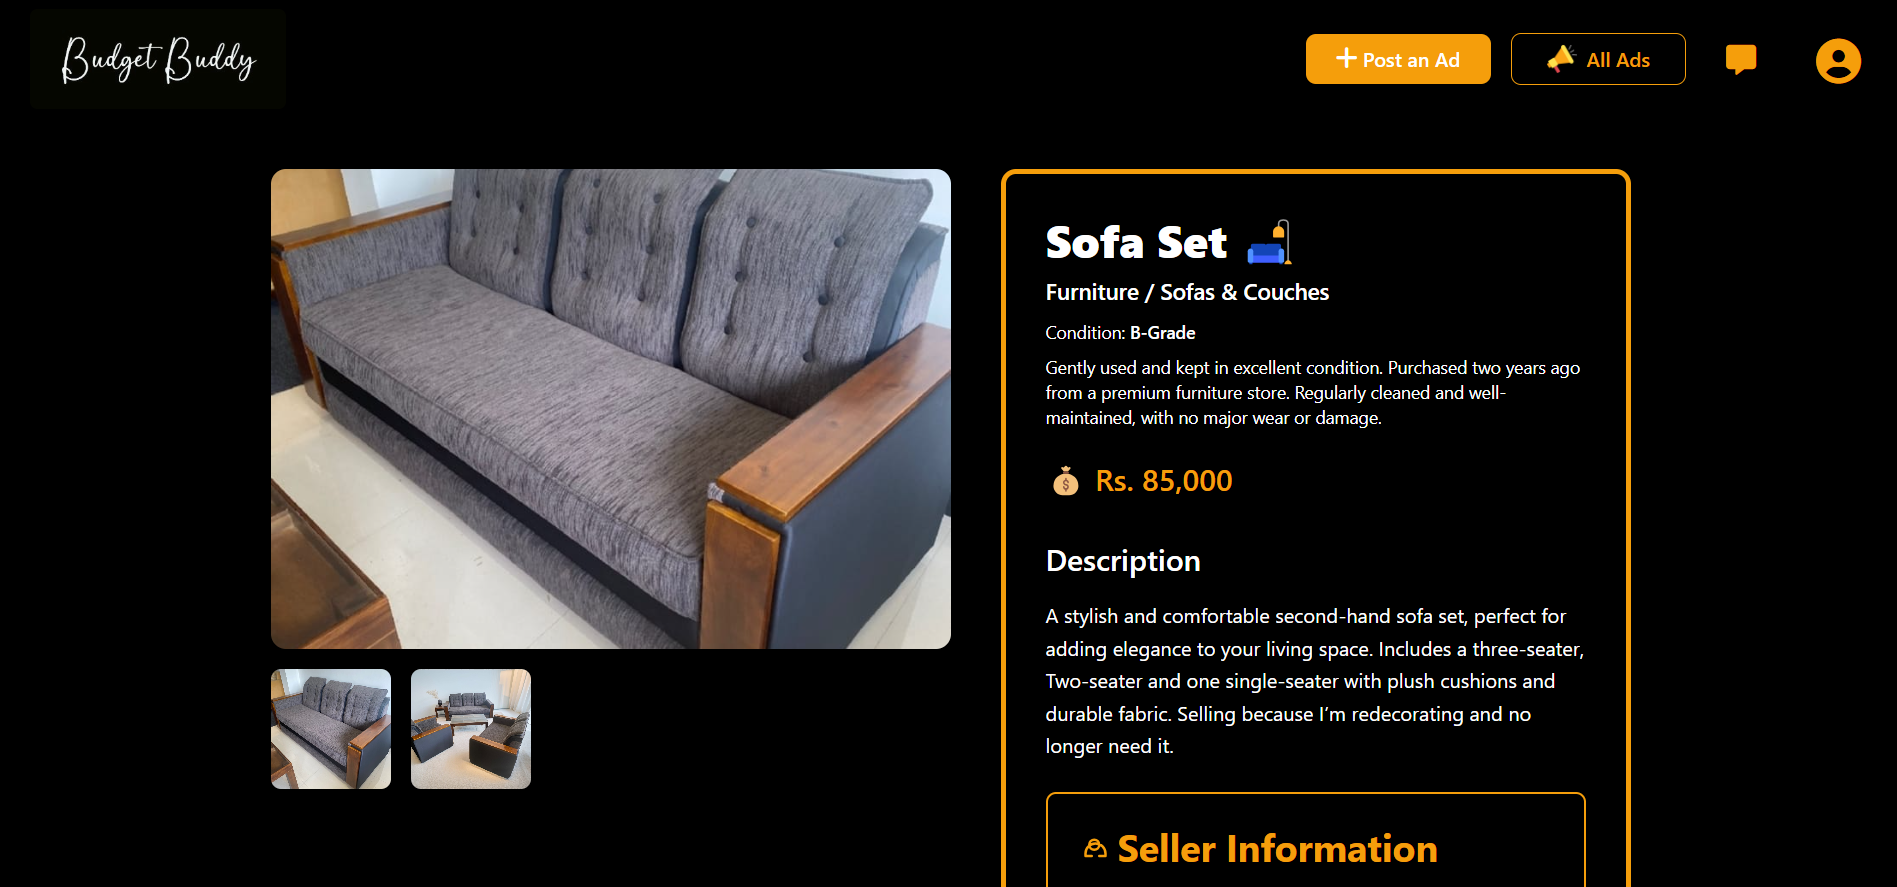 Budget Buddy
Post an Ad
All Ads
Sofa Set
Furniture / Sofas & Couches
Condition: B-Grade
Gently used and kept in excellent condition. Purchased two years ago
from a premium furniture store. Regularly cleaned and well-
maintained, with no major wear or damage.
Rs. 85,000
Description
A stylish and comfortable second-hand sofa set, perfect for
adding elegance to your living space. Includes a three-seater,
Two-seater and one single-seater with plush cushions and
durable fabric. Selling because I’m redecorating and no
longer need it.
Seller Information